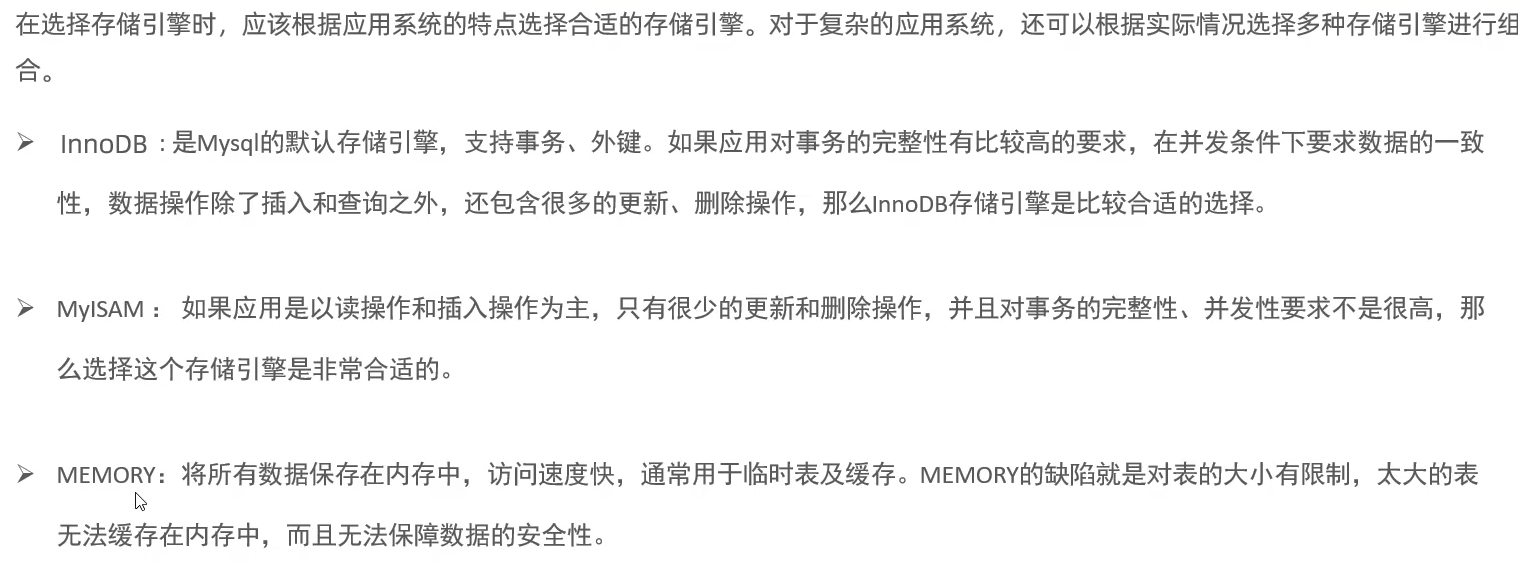 在选择存储引擎时，应该根据应用系统的特点选择合适的存储引擎。对于复杂的应用系统，还可以根据实际情况选择多种存储引擎进行组
合。
➢ InnoDB : 是Mysql的默认存储引擎，支持事务、外键。如果应用对事务的完整性有比较高的要求，在并发条件下要求数据的一致
性，数据操作除了插入和查询之外，还包含很多的更新、删除操作，那么InnoDB存储引擎是比较合适的选择。
➢ MyISAM ： 如果应用是以读操作和插入操作为主，只有很少的更新和删除操作，并且对事务的完整性、并发性要求不是很高，那
么选择这个存储引擎是非常合适的。
➢ MEMORY：将所有数据保存在内存中，访问速度快，通常用于临时表及缓存。MEMORY的缺陷就是对表的大小有限制，太大的表
无法缓存在内存中，而且无法保障数据的安全性。